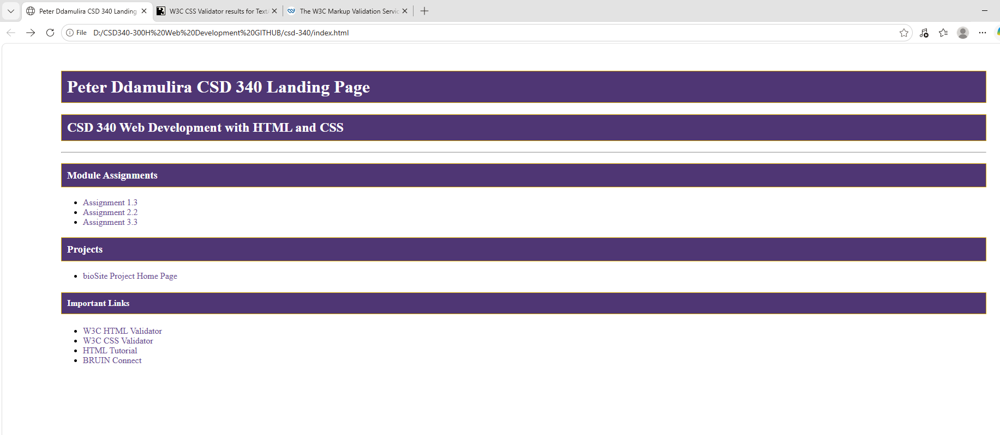 Peter Ddamulira CSD 340 Landing
W3C CSS Validator results for Text
The W3C Markup Validation Servic
File D:/CSD340-300H%20Web%20Development%20GITHUB/csd-340/index.html
Peter Ddamulira CSD 340 Landing Page
CSD 340 Web Development with HTML and CSS
Module Assignments
Assignment 1.3
Assignment 2.2
Assignment 3.3
Projects
bioSite Project Home Page
Important Links
W3C HTML Validator
W3C CSS Validator
HTML Tutorial
BRUIN Connect